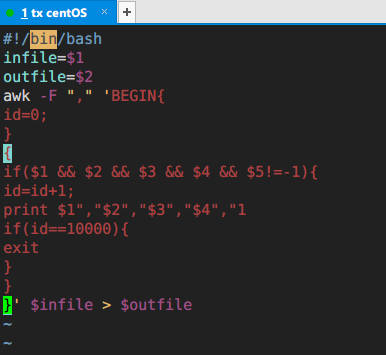 1 tx centOS × +
#!/bin/bash
infile=$1
outfile=$2
awk -F "," 'BEGIN{
id=0;
}
{
if($1 && $2 && $3 && $4 && $5!=-1){
id=id+1;
print $1","$2","$3","$4","1
if(id==10000){
exit
}
}
}' $infile > $outfile
~
~